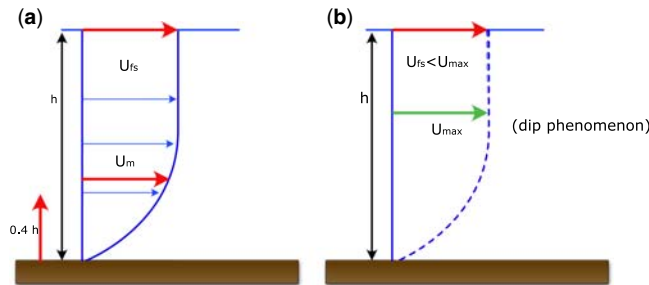 (a)
Ufs
h
Um
0.4 h
(b)
Ufs<Umax
h
Umax
(dip phenomenon)